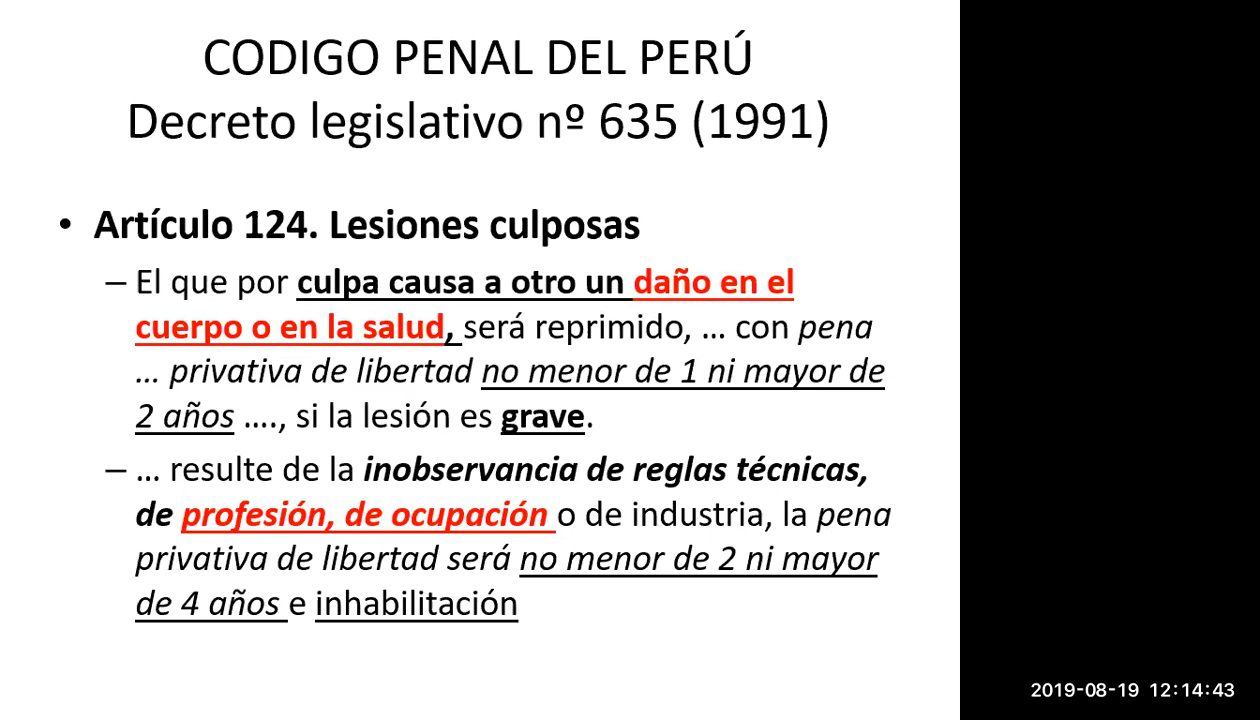 CODIGO PENAL DEL PERÚ
Decreto legislativo nº 635 (1991)
• Artículo 124. Lesiones culposas
– El que por culpa causa a otro un daño en el
cuerpo o en la salud, será reprimido, ... con pena
... privativa de libertad no menor de 1 ni mayor de
2 años ...., si la lesión es grave.
– ... resulte de la inobservancia de reglas técnicas,
de profesión, de ocupación o de industria, la pena
privativa de libertad será no menor de 2 ni mayor
de 4 años e inhabilitación
2019-08-19 12:14:43